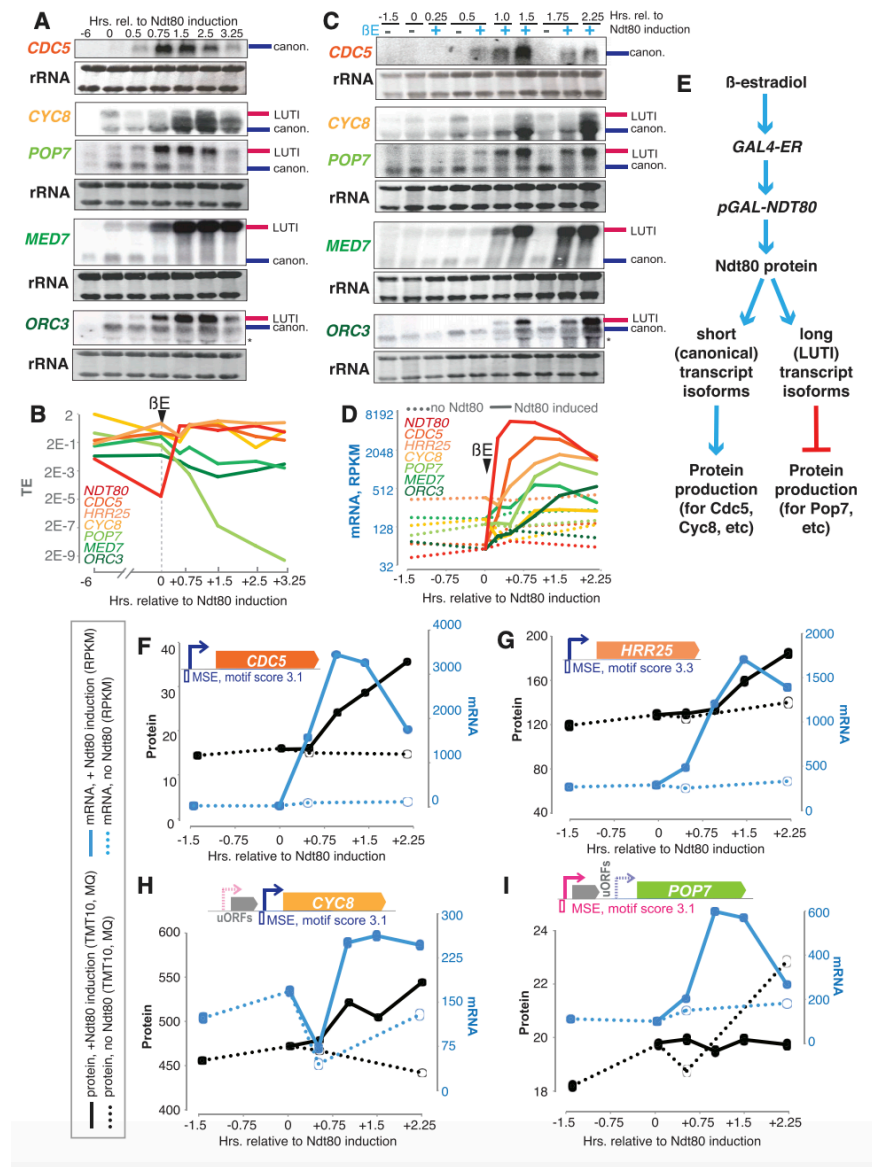 A
Hrs. rel. to Ndt80 induction
-6 0 0.5 0.75 1.5 2.5 3.25
CDC5
canon.
rRNA
CYC8
LUTI
canon.
POP7
LUTI
canon.
rRNA
MED7
LUTI
canon.
rRNA
ORC3
LUTI
canon.
*
rRNA
C
-1.5 0 0.25 0.5 1.0 1.5 1.75 2.25
Hrs. rel. to
Ndt80 induction
βE
- - + - + + + - + +
CDC5
canon.
rRNA
CYC8
LUTI
canon.
POP7
LUTI
canon.
rRNA
MED7
LUTI
canon.
rRNA
ORC3
LUTI
canon.
*
rRNA
E
ß-estradiol
GAL4-ER
pGAL-NDT80
Ndt80 protein
short
(canonical)
transcript
isoforms
long
(LUTI)
transcript
isoforms
Protein
production
(for Cdc5,
Cyc8, etc)
Protein
production
(for Pop7,
etc)
B
ßE
TE
2
2E-1
2E-3
2E-5
2E-7
2E-9
NDT80
CDC5
HRR25
CYC8
POP7
MED7
ORC3
-6 0 +0.75 +1.5 +2.5 +3.25
Hrs. relative to Ndt80 induction
D
no Ndt80 Ndt80 induced
mRNA, RPKM
8192
2048
512
128
32
NDT80
CDC5
HRR25
CYC8
POP7
MED7
ORC3
ßE
-1.5 -0.75 0 +0.75 +1.5 +2.25
Hrs. relative to Ndt80 induction
protein, +Ndt80 induction (TMT10, MQ)
protein, no Ndt80 (TMT10, MQ)
mRNA, + Ndt80 induction (RPKM)
mRNA, no Ndt80 (RPKM)
F
CDC5
MSE, motif score 3.1
Protein
40
30
20
10
0
mRNA
4000
3000
2000
1000
0
-1.5 -0.75 0 +0.75 +1.5 +2.25
Hrs. relative to Ndt80 induction
G
HRR25
MSE, motif score 3.3
Protein
200
160
120
80
40
mRNA
2000
1500
1000
500
0
-1.5 -0.75 0 +0.75 +1.5 +2.25
Hrs. relative to Ndt80 induction
H
uORFs
CYC8
MSE, motif score 3.1
Protein
600
550
500
450
400
mRNA
300
225
150
75
0
-1.5 -0.75 0 +0.75 +1.5 +2.25
Hrs. relative to Ndt80 induction
I
uORFs
POP7
MSE, motif score 3.1
Protein
24
22
20
18
mRNA
600
400
200
0
-1.5 -0.75 0 +0.75 +1.5 +2.25
Hrs. relative to Ndt80 induction